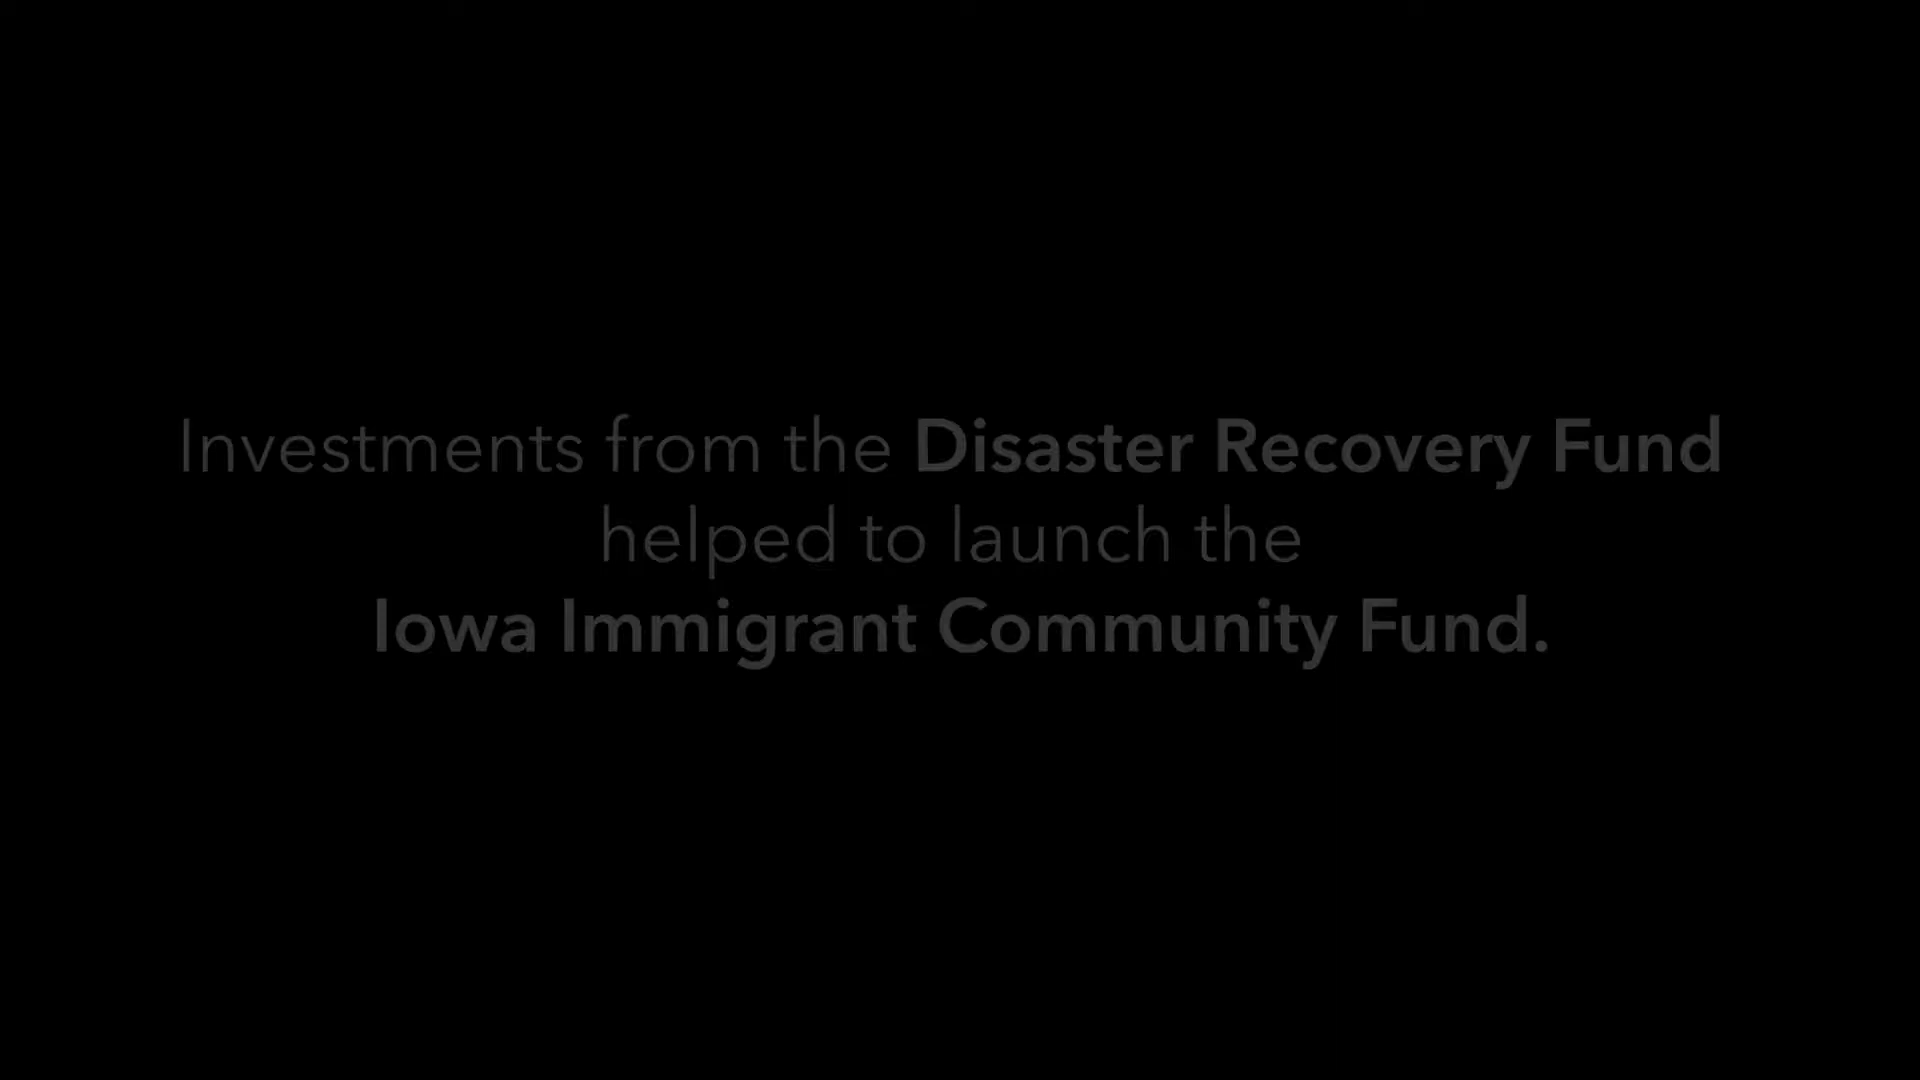 Investments from the Disaster Recovery Fund
helped to launch the
Iowa Immigrant Community Fund.